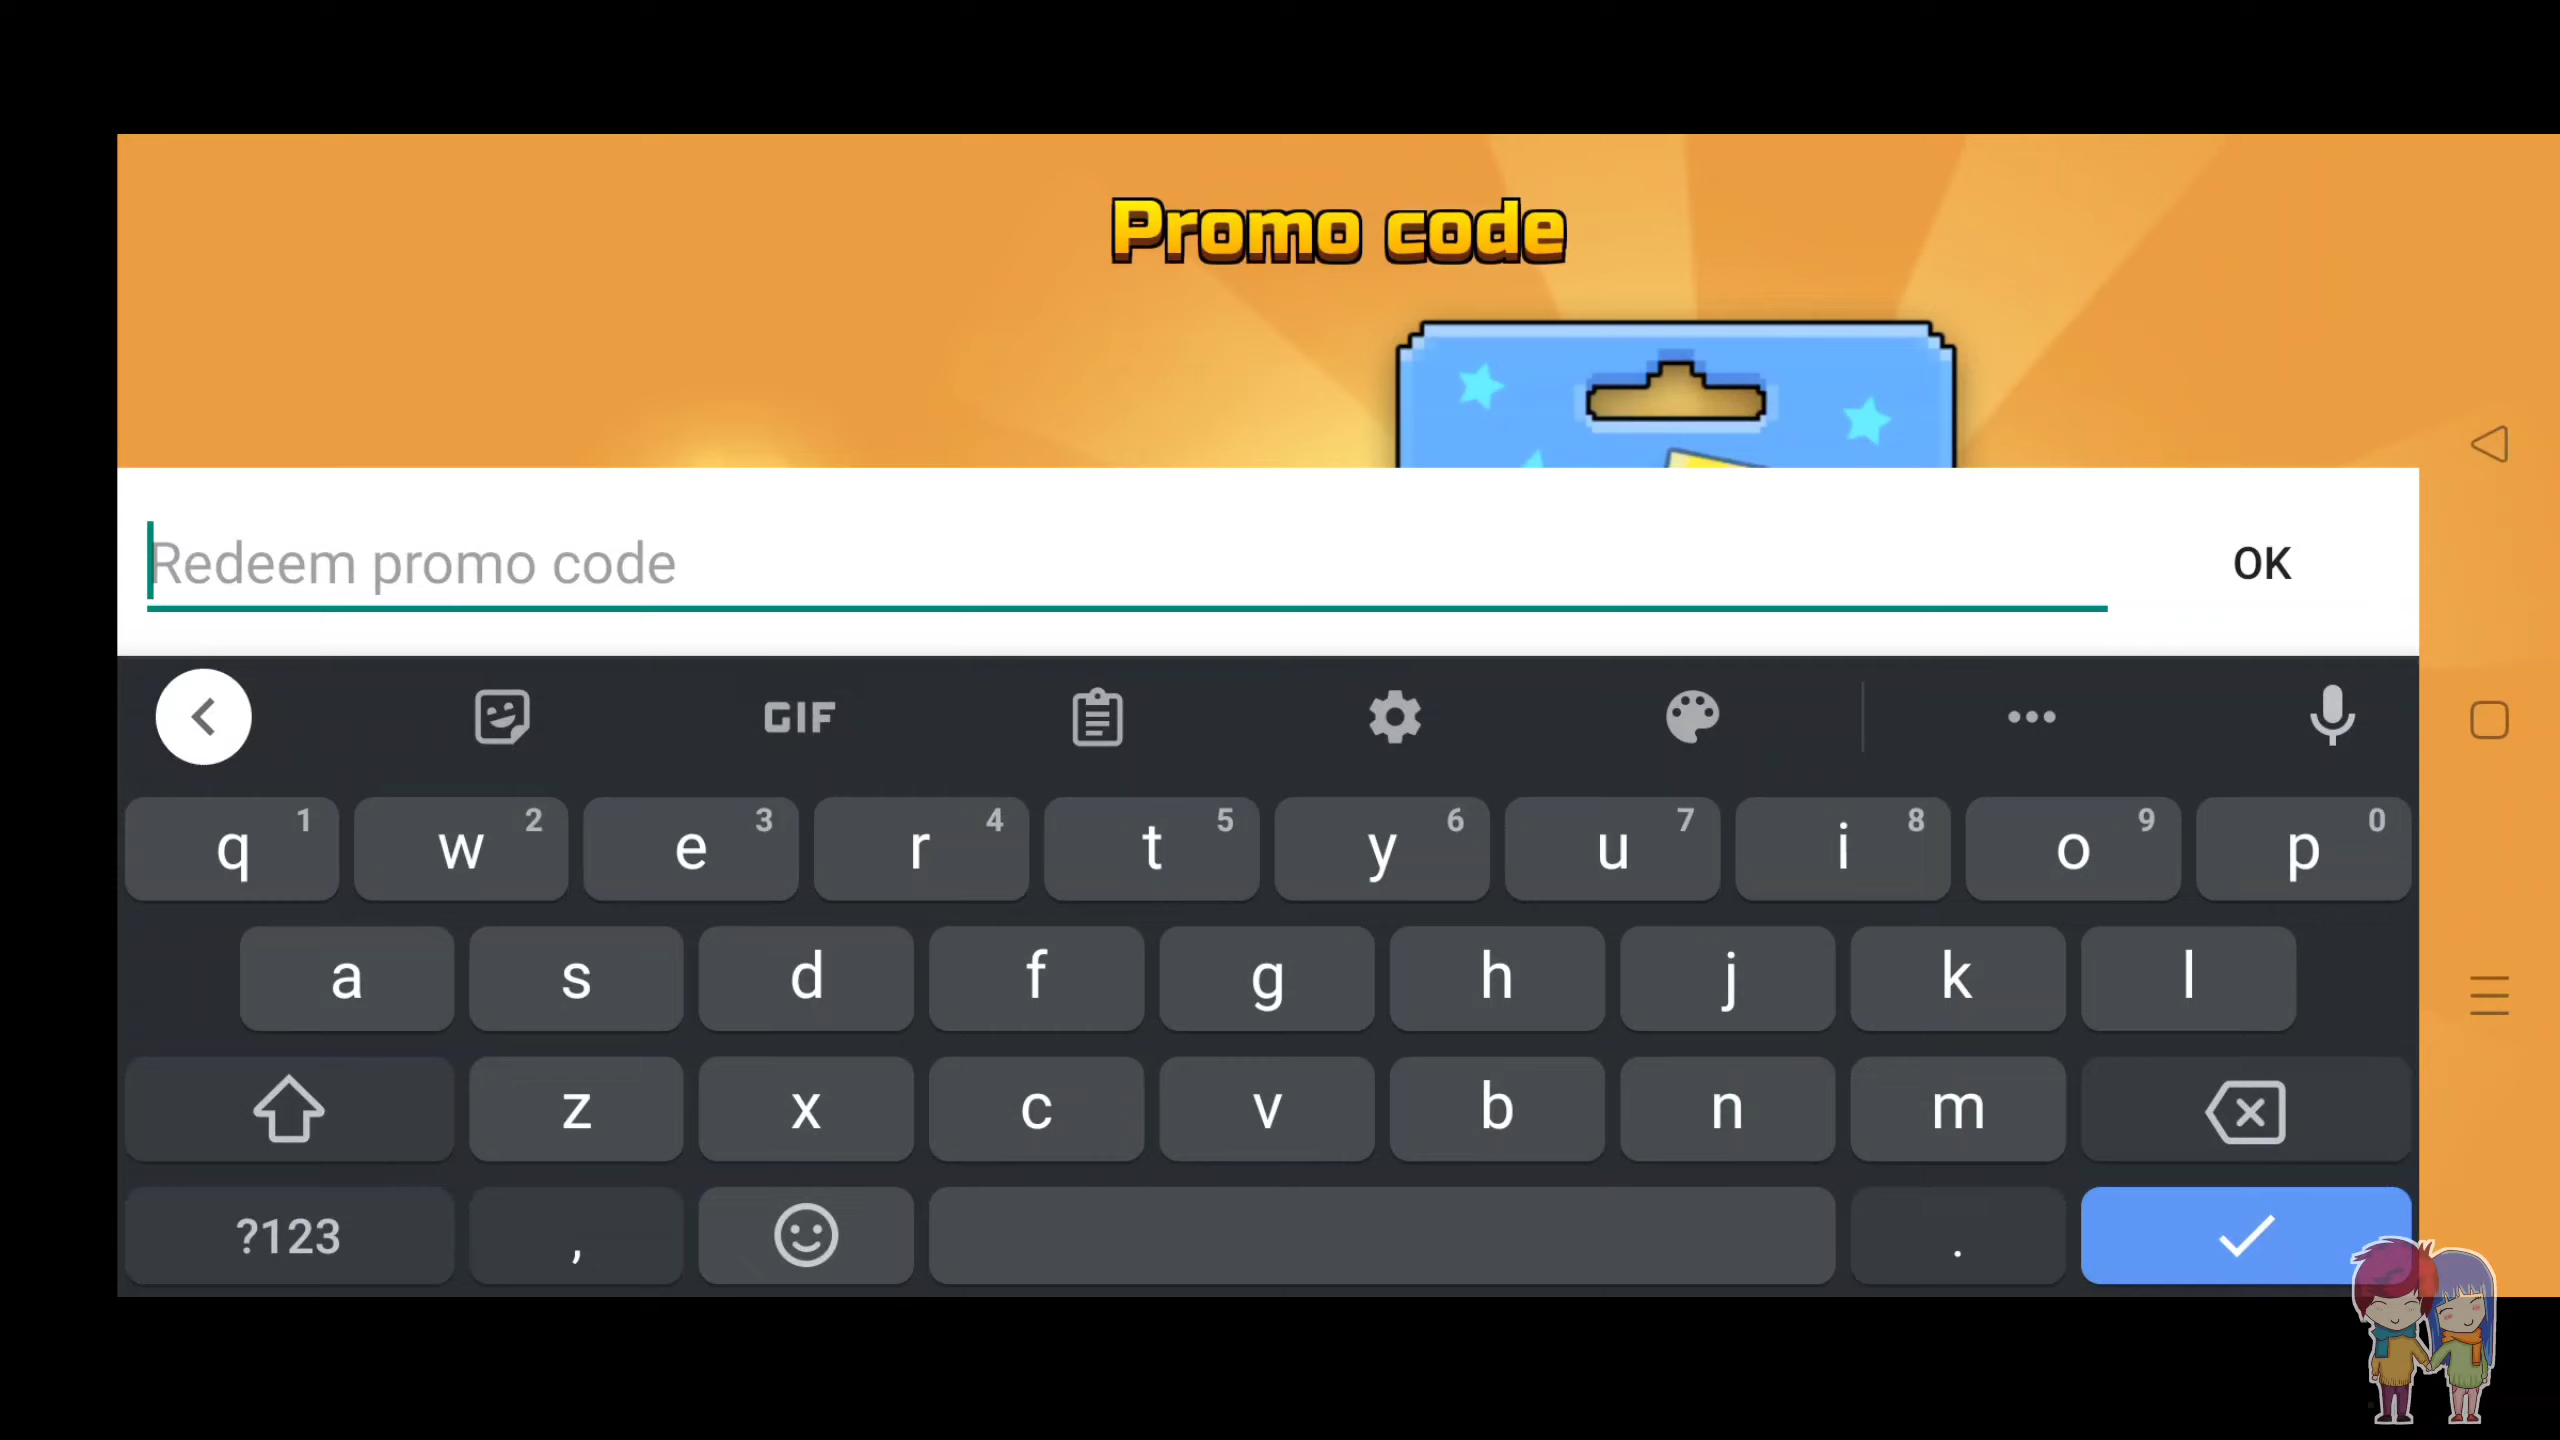 Promo code
Redeem promo code
OK
GIF
q 1 w 2 e 3 r 4 t 5 y 6 u 7 i 8 o 9 p 0
a s d f g h j k l
z x c v b n m
?123 , .